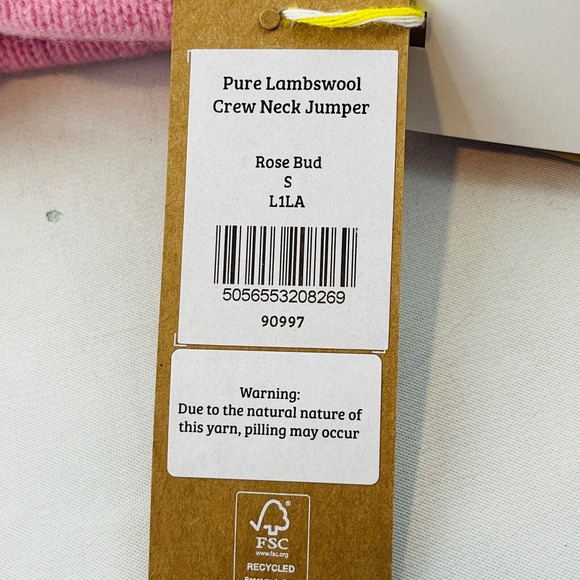 Pure Lambswool
Crew Neck Jumper
Rose Bud
S
L1LA
5056553208269
90997
Warning:
Due to the natural nature of
this yarn, pilling may occur
FSC
www.fsc.org
RECYCLED